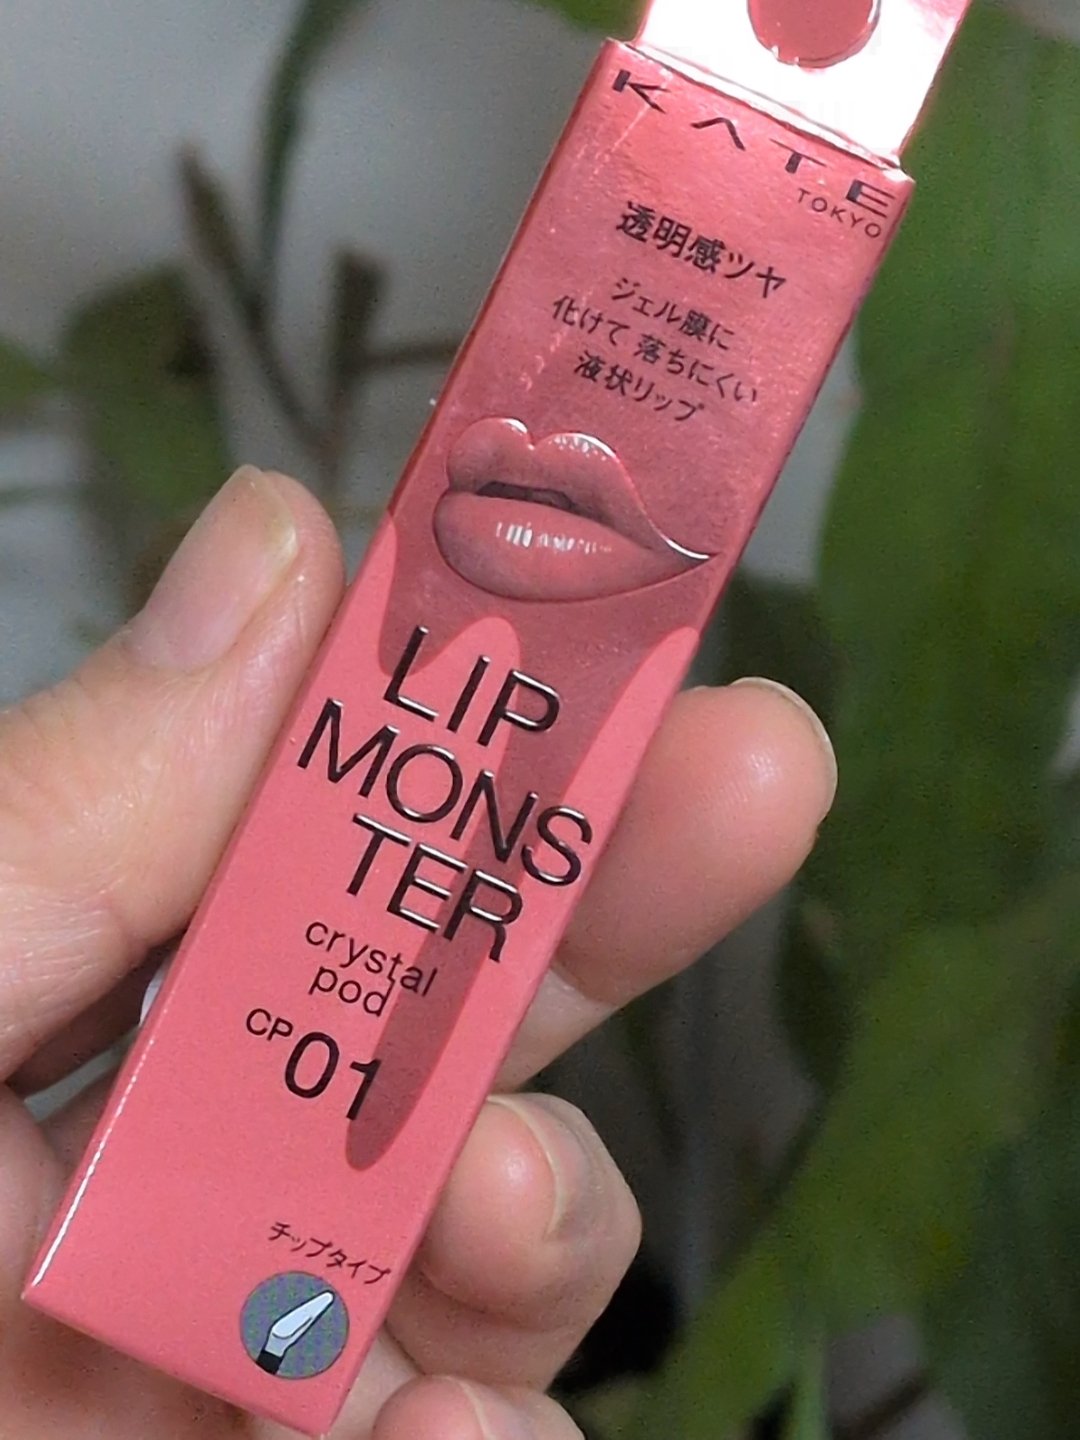 KATE
TOKYO
透明感ツヤ
ジェル膜に
化けて 落ちにくい
液状リップ
LIP
MONS
TER
crystal
pod
CP01
チップタイプ